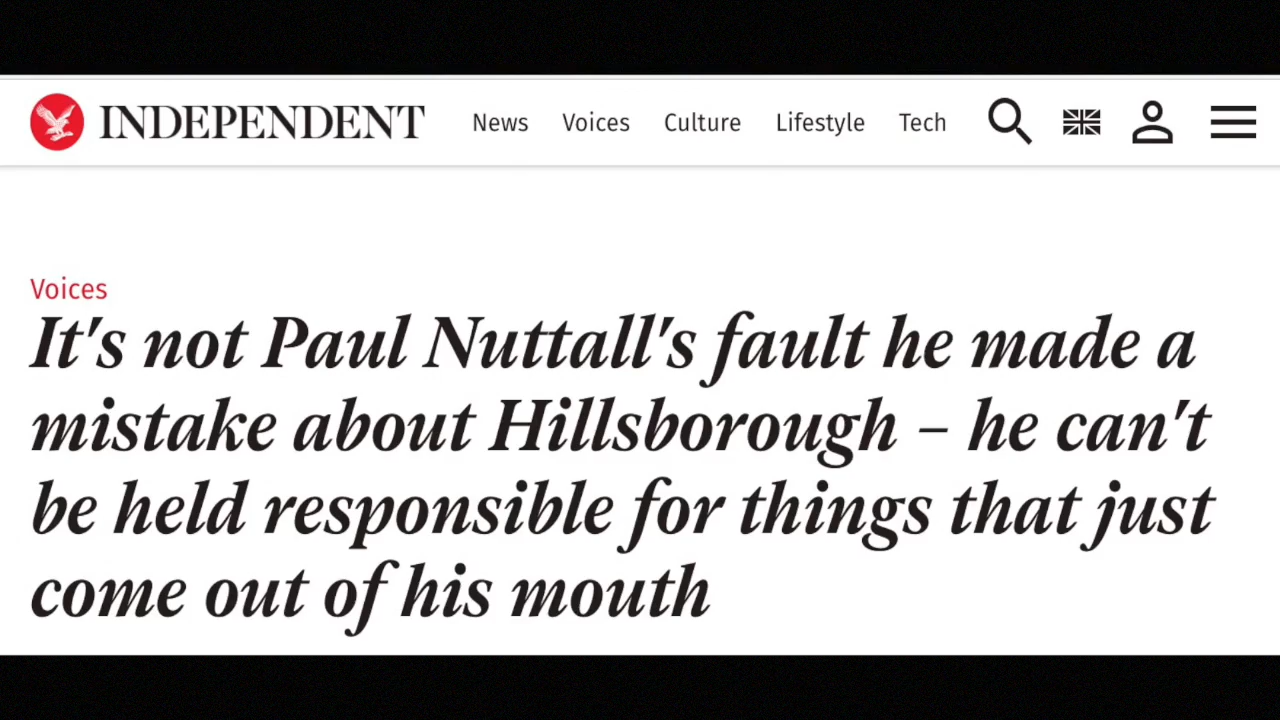 INDEPENDENT News Voices Culture Lifestyle Tech
Voices
It's not Paul Nuttall's fault he made a
mistake about Hillsborough – he can't
be held responsible for things that just
come out of his mouth